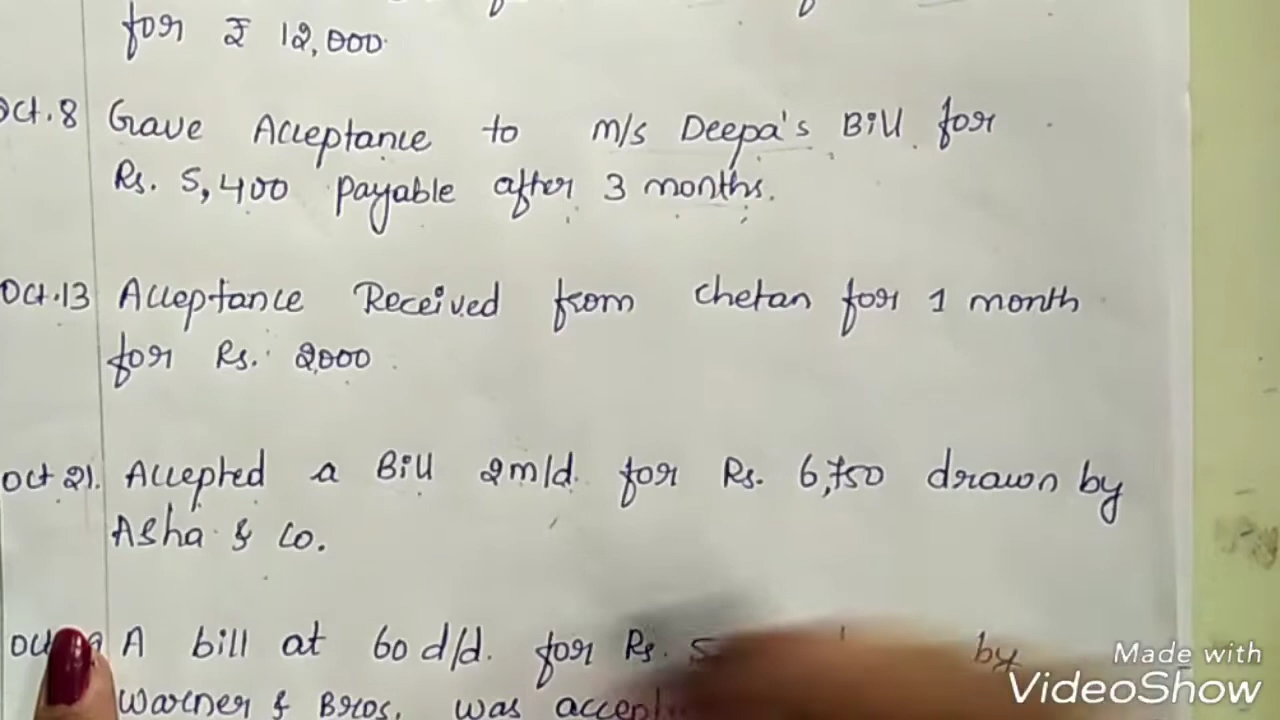 for ₹ 12,000
Oct.8 Gave Acceptance to M/s Deepa's Bill for
Rs. 5,400 payable after 3 months.
Oct.13 Acceptance Received from chetan for 1 month
for Rs. 2000
Oct 21. Accepted a Bill 2m/d. for Rs. 6,750 drawn by
Asha & Co.
A bill at 60 d/d. for Rs. by
Warner & Bros. was
Made with
VideoShow